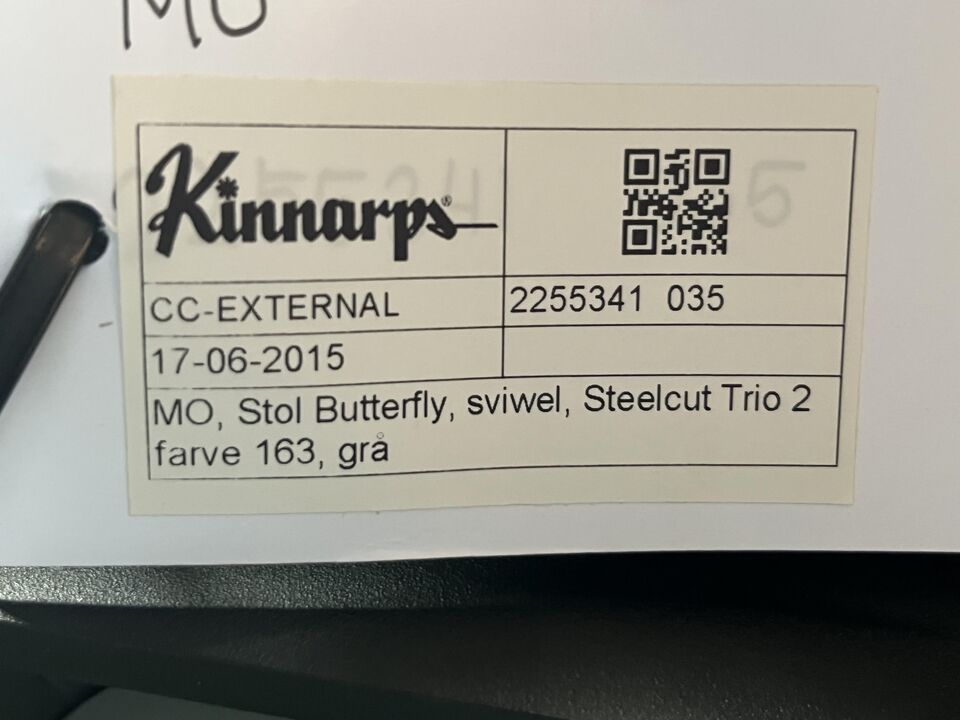 MO
Kinnarps®
CC-EXTERNAL
2255341 035
17-06-2015
MO, Stol Butterfly, sviwel, Steelcut Trio 2
farve 163, grå